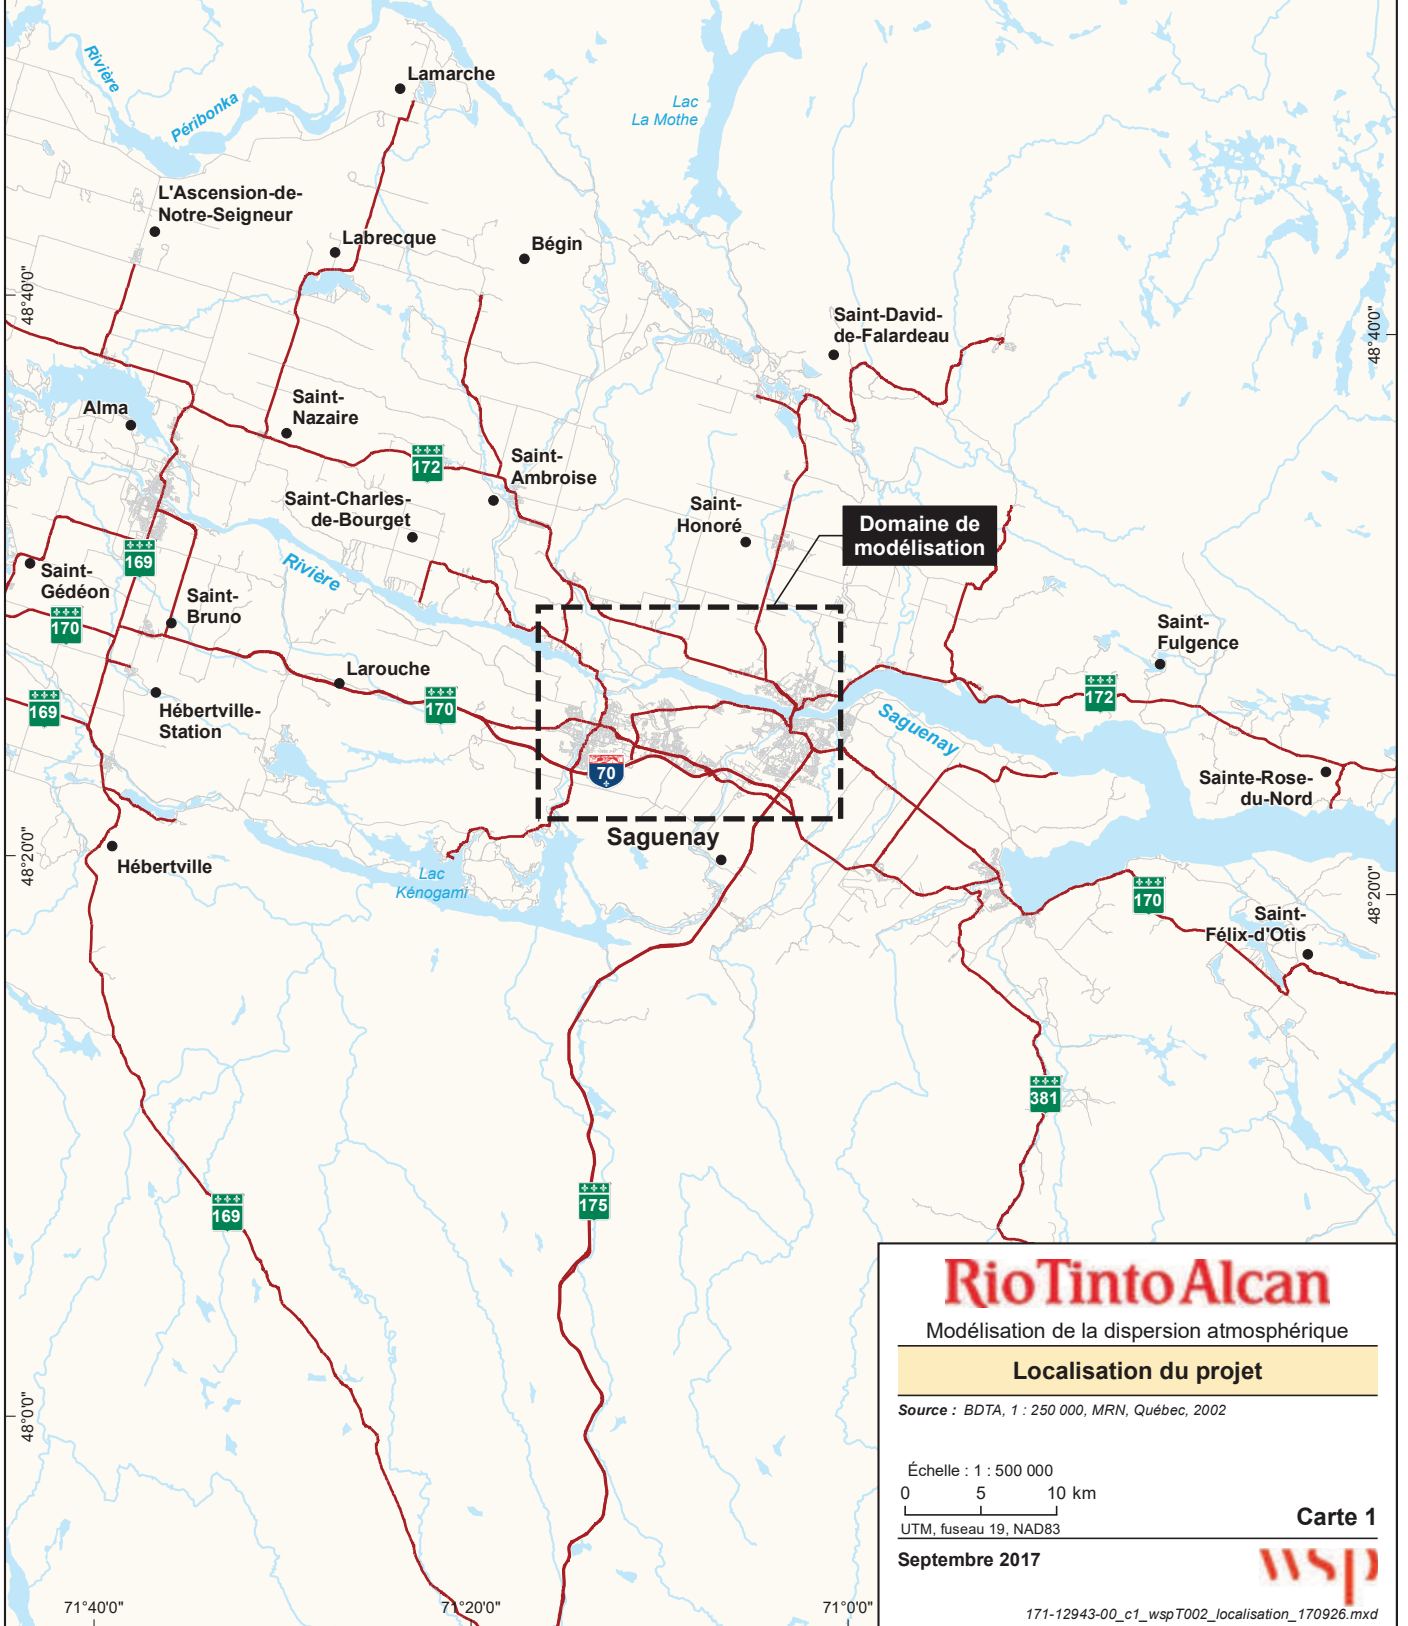 Rivière
Péribonka
Lamarche
Lac
La Mothe
L'Ascension-de-
Notre-Seigneur
Labrecque
Bégin
48°40'0"
Saint-David-
de-Falardeau
48°40'0"
Alma
Saint-
Nazaire
172
Saint-
Ambroise
Saint-Charles-
de-Bourget
Saint-
Honoré
Domaine de
modélisation
169
Rivière
Saint-
Gédéon
Saint-
Bruno
170
Saint-
Fulgence
Larouche
169
Hébertville-
Station
170
172
Saguenay
70
Sainte-Rose-
du-Nord
Saguenay
48°20'0"
Hébertville
Lac
Kénogami
170
48°20'0"
Saint-
Félix-d'Otis
381
169
175
RioTinto Alcan
Modélisation de la dispersion atmosphérique
Localisation du projet
Source : BDTA, 1 : 250 000, MRN, Québec, 2002
48°0'0"
Échelle : 1 : 500 000
0 5 10 km
UTM, fuseau 19, NAD83
Carte 1
Septembre 2017
wsp
171-12943-00_c1_wspT002_localisation_170926.mxd
71°40'0"
71°20'0"
71°0'0"